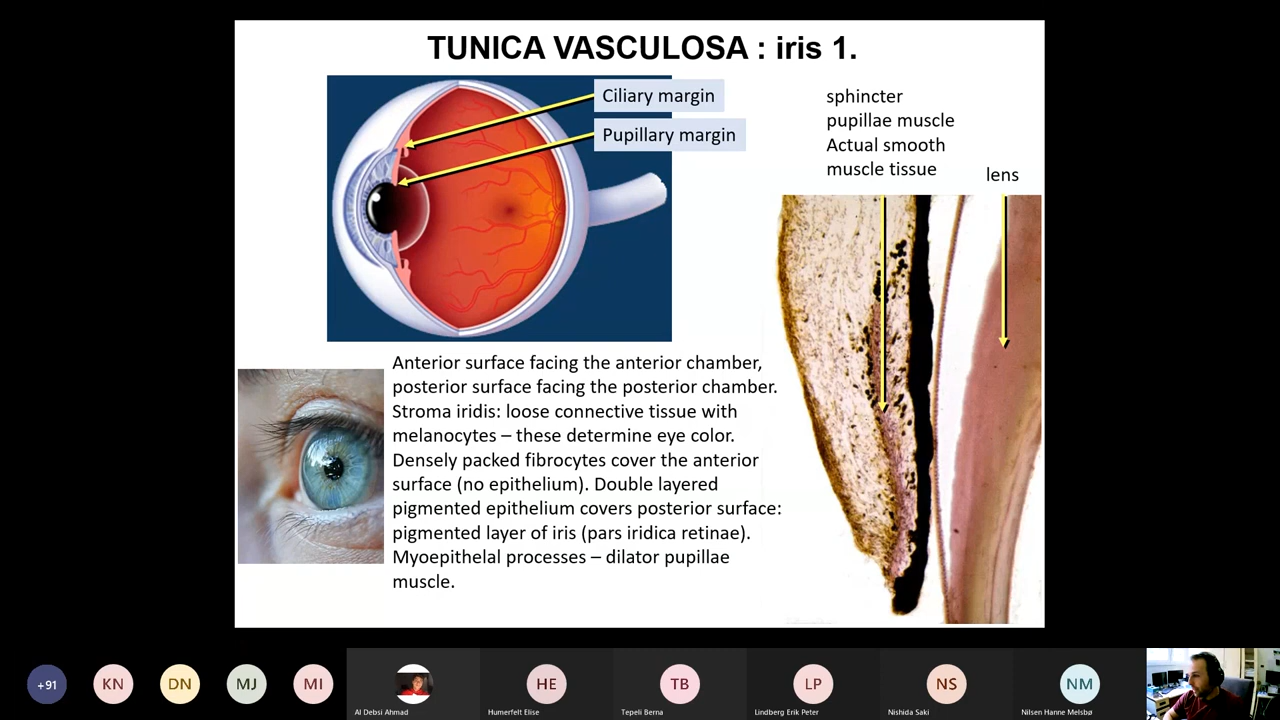 TUNICA VASCULOSA : iris 1.
Ciliary margin
Pupillary margin
sphincter
pupillae muscle
Actual smooth
muscle tissue
lens
Anterior surface facing the anterior chamber,
posterior surface facing the posterior chamber.
Stroma iridis: loose connective tissue with
melanocytes – these determine eye color.
Densely packed fibrocytes cover the anterior
surface (no epithelium). Double layered
pigmented epithelium covers posterior surface:
pigmented layer of iris (pars iridica retinae).
Myoepithelal processes – dilator pupillae
muscle.
+91
KN
DN
MJ
MI
Al Debsi Ahmad
HE
Humerfelt Elise
TB
Tepeli Berna
LP
Lindberg Erik Peter
NS
Nishida Saki
NM
Nilsen Hanne Melsbø